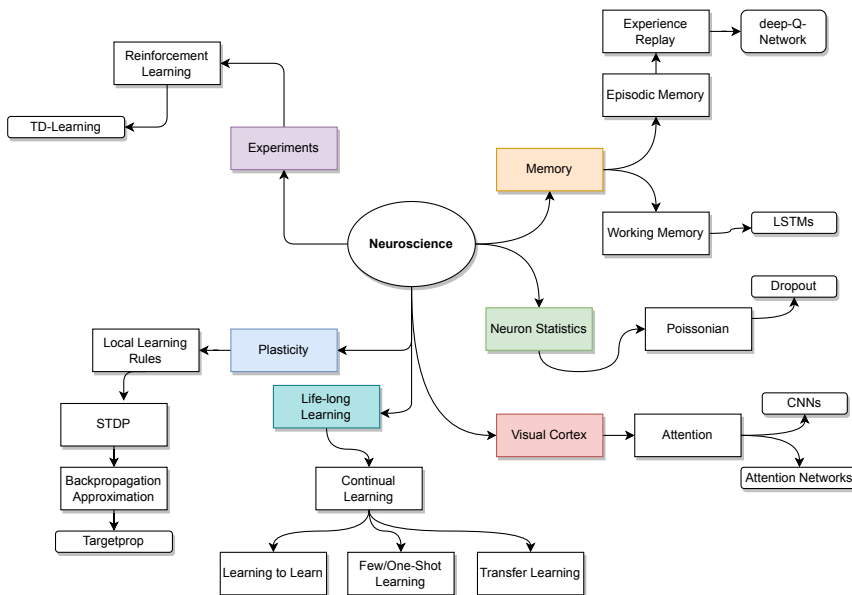 Experience
Replay
deep-Q-
Network
Reinforcement
Learning
Episodic Memory
TD-Learning
Experiments
Memory
Working Memory
LSTMs
Neuroscience
Dropout
Neuron Statistics
Poissonian
Local Learning
Rules
Plasticity
Life-long
Learning
CNNs
STDP
Visual Cortex
Attention
Attention Networks
Backpropagation
Approximation
Continual
Learning
Targetprop
Learning to Learn
Few/One-Shot
Learning
Transfer Learning